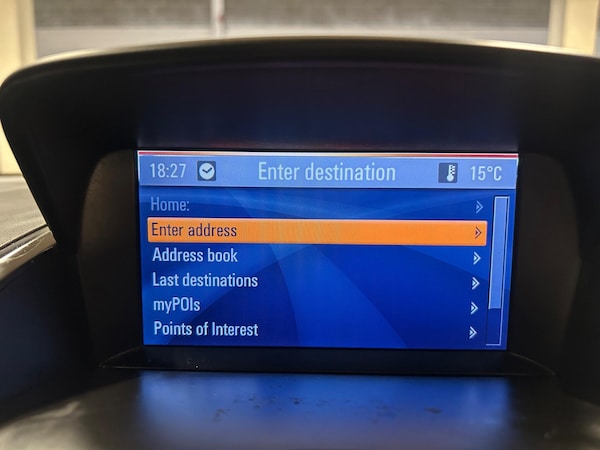 18:27 Enter destination 15°C
Home:
Enter address
Address book
Last destinations
myPOIs
Points of Interest